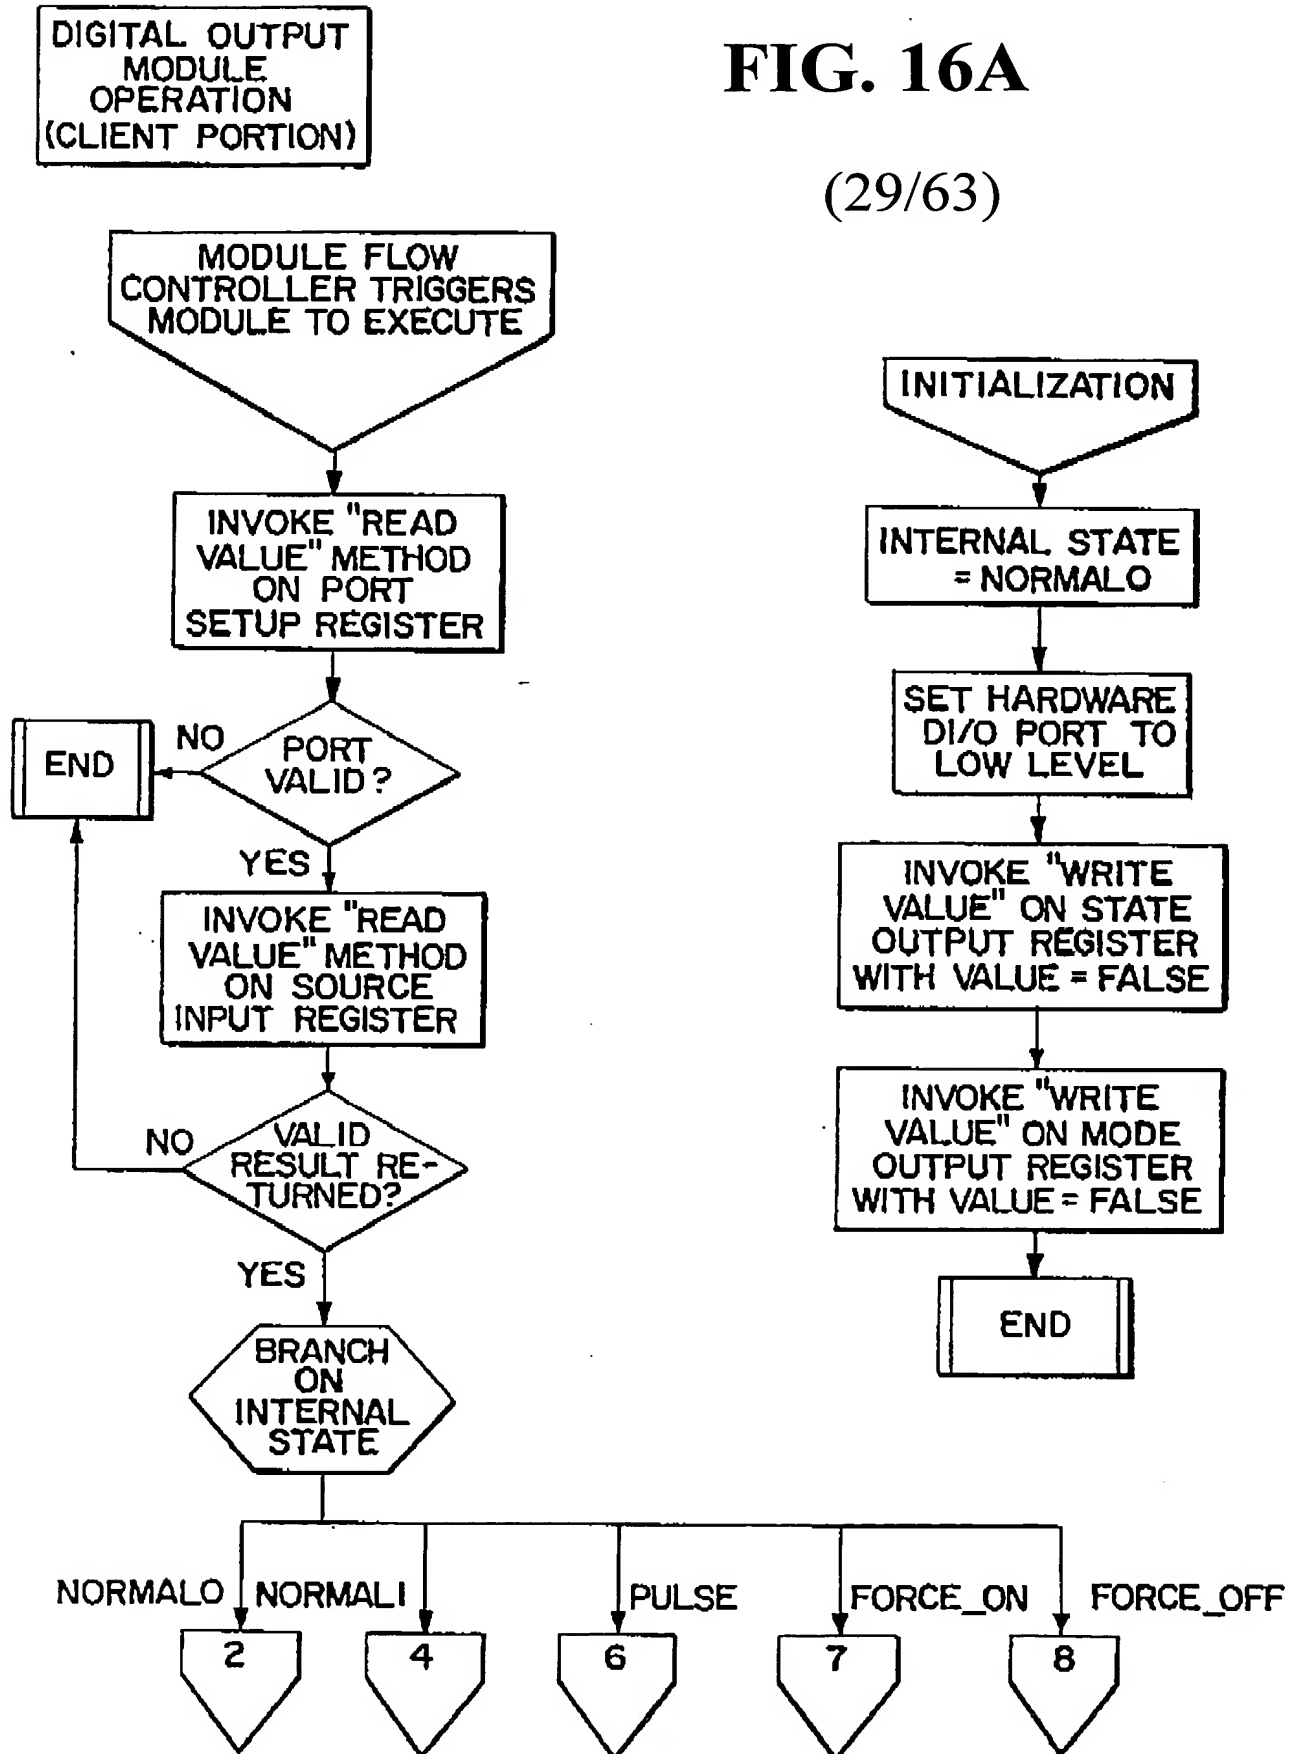 DIGITAL OUTPUT
MODULE
OPERATION
(CLIENT PORTION)
FIG. 16A
(29/63)
MODULE FLOW
CONTROLLER TRIGGERS
MODULE TO EXECUTE
INVOKE "READ
VALUE" METHOD
ON PORT
SETUP REGISTER
PORT
VALID?
NO
END
YES
INVOKE "READ
VALUE" METHOD
ON SOURCE
INPUT REGISTER
VALID
RESULT RE-
TURNED?
NO
YES
BRANCH
ON
INTERNAL
STATE
NORMALO
NORMALI
PULSE
FORCE_ON
FORCE_OFF
2
4
6
7
8
INITIALIZATION
INTERNAL STATE
= NORMALO
SET HARDWARE
DI/O PORT TO
LOW LEVEL
INVOKE "WRITE
VALUE" ON STATE
OUTPUT REGISTER
WITH VALUE = FALSE
INVOKE "WRITE
VALUE" ON MODE
OUTPUT REGISTER
WITH VALUE = FALSE
END